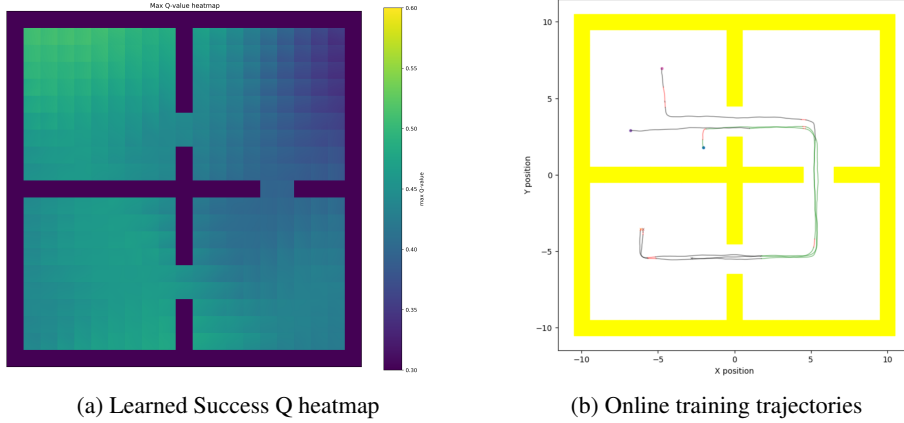 Max Q-value heatmap
0.60
0.55
0.50
0.45
0.40
0.35
0.30
max Q-value
10
5
0
−5
−10
Y position
−10
−5
0
5
10
X position
(a) Learned Success Q heatmap
(b) Online training trajectories